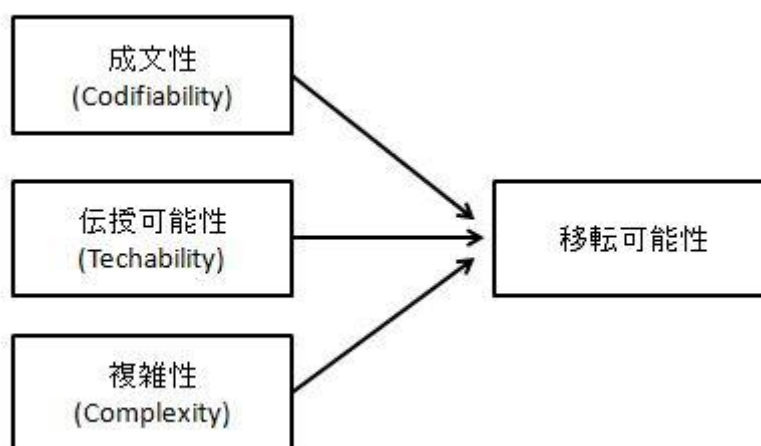 成文性
(Codifiability)
伝授可能性
(Techability)
複雑性
(Complexity)
移転可能性